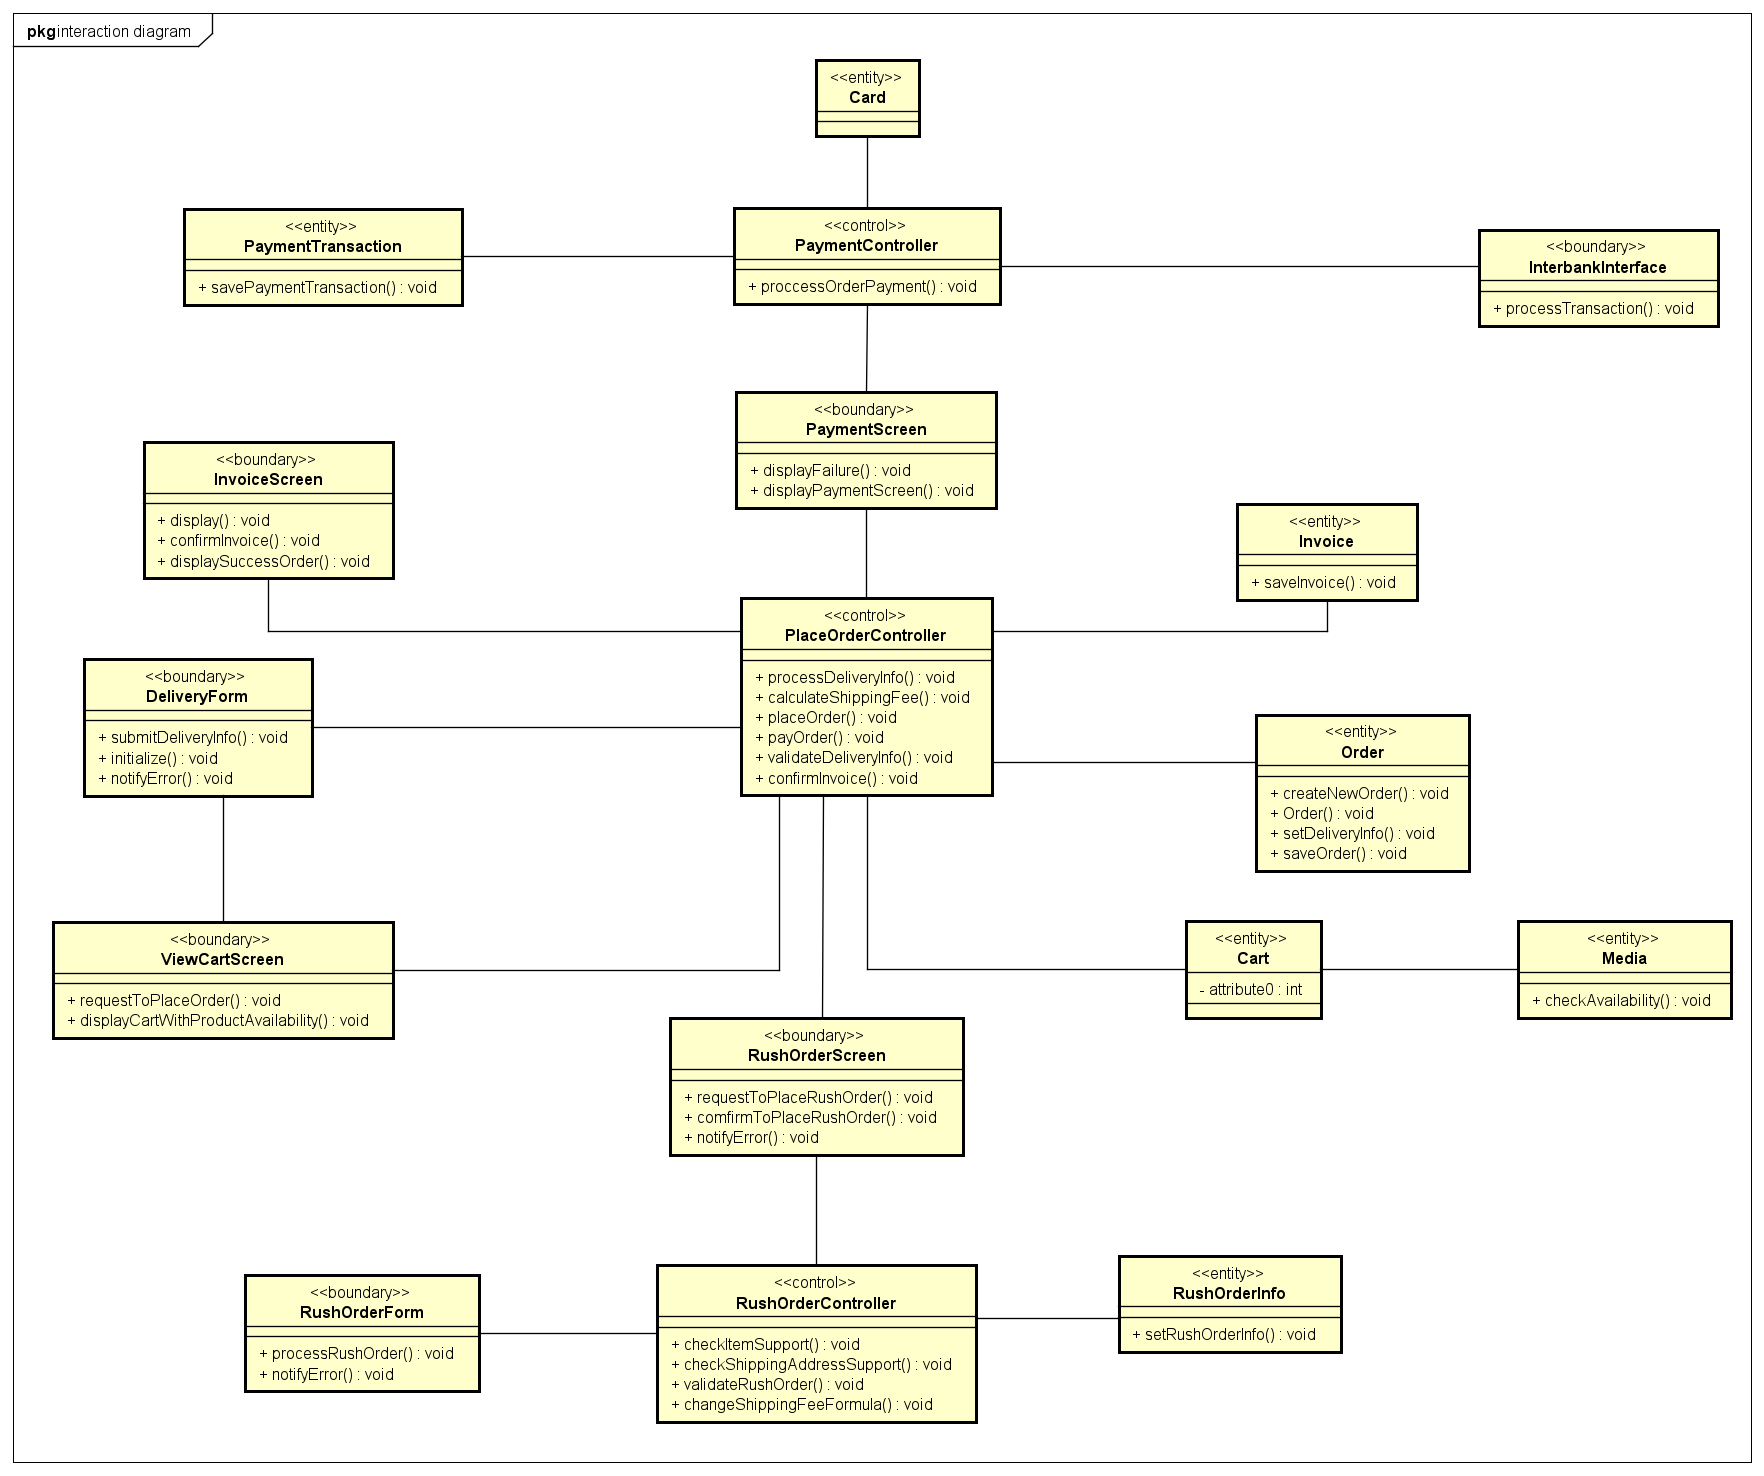 pkg interaction diagram
<<entity>>
Card
<<entity>>
PaymentTransaction
+ savePaymentTransaction() : void
<<control>>
PaymentController
+ proccessOrderPayment() : void
<<boundary>>
InterbankInterface
+ processTransaction() : void
<<boundary>>
PaymentScreen
+ displayFailure() : void
+ displayPaymentScreen() : void
<<boundary>>
InvoiceScreen
+ display() : void
+ confirmInvoice() : void
+ displaySuccessOrder() : void
<<entity>>
Invoice
+ saveInvoice() : void
<<control>>
PlaceOrderController
+ processDeliveryInfo() : void
+ calculateShippingFee() : void
+ placeOrder() : void
+ payOrder() : void
+ validateDeliveryInfo() : void
+ confirmInvoice() : void
<<boundary>>
DeliveryForm
+ submitDeliveryInfo() : void
+ initialize() : void
+ notifyError() : void
<<entity>>
Order
+ createNewOrder() : void
+ Order() : void
+ setDeliveryInfo() : void
+ saveOrder() : void
<<boundary>>
ViewCartScreen
+ requestToPlaceOrder() : void
+ displayCartWithProductAvailability() : void
<<entity>>
Cart
- attribute0 : int
<<entity>>
Media
+ checkAvailability() : void
<<boundary>>
RushOrderScreen
+ requestToPlaceRushOrder() : void
+ comfirmToPlaceRushOrder() : void
+ notifyError() : void
<<boundary>>
RushOrderForm
+ processRushOrder() : void
+ notifyError() : void
<<control>>
RushOrderController
+ checkItemSupport() : void
+ checkShippingAddressSupport() : void
+ validateRushOrder() : void
+ changeShippingFeeFormula() : void
<<entity>>
RushOrderInfo
+ setRushOrderInfo() : void